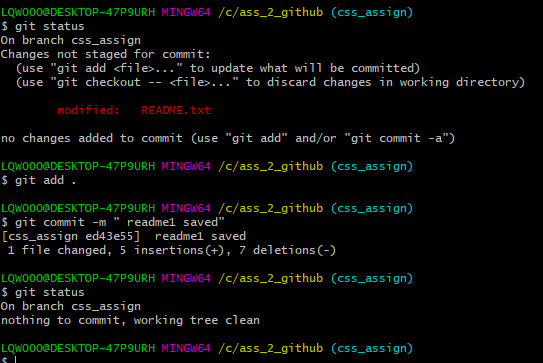 LQWOOO@DESKTOP-47P9URH MINGW64 /c/ass_2_github (css_assign)
$ git status
On branch css_assign
Changes not staged for commit:
  (use "git add <file>..." to update what will be committed)
  (use "git checkout -- <file>..." to discard changes in working directory)

        modified:   README.txt

no changes added to commit (use "git add" and/or "git commit -a")

LQWOOO@DESKTOP-47P9URH MINGW64 /c/ass_2_github (css_assign)
$ git add .

LQWOOO@DESKTOP-47P9URH MINGW64 /c/ass_2_github (css_assign)
$ git commit -m " readme1 saved"
[css_assign ed43e55]  readme1 saved
 1 file changed, 5 insertions(+), 7 deletions(-)

LQWOOO@DESKTOP-47P9URH MINGW64 /c/ass_2_github (css_assign)
$ git status
On branch css_assign
nothing to commit, working tree clean

LQWOOO@DESKTOP-47P9URH MINGW64 /c/ass_2_github (css_assign)
$